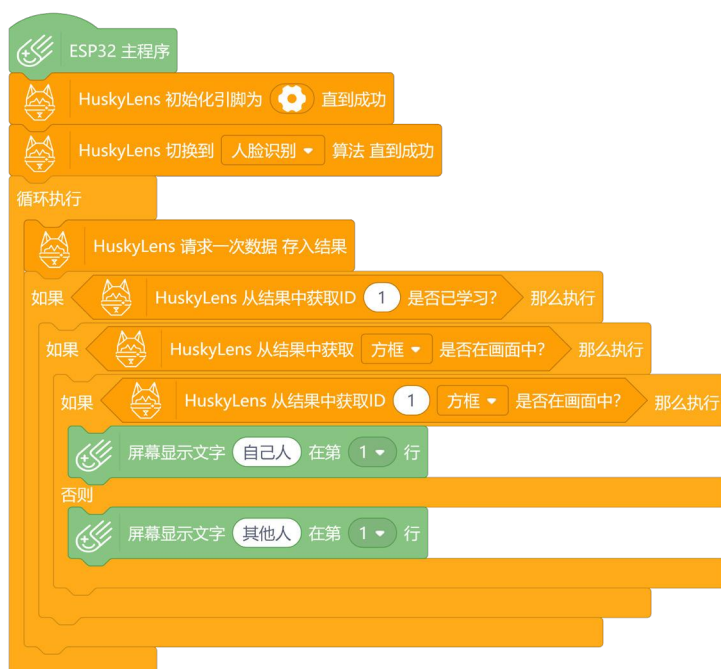 ESP32 主程序
HuskyLens 初始化引脚为 直到成功
HuskyLens 切换到 人脸识别 算法 直到成功
循环执行
HuskyLens 请求一次数据 存入结果
如果 HuskyLens 从结果中获取ID 1 是否已学习? 那么执行
如果 HuskyLens 从结果中获取 方框 是否在画面中? 那么执行
如果 HuskyLens 从结果中获取ID 1 方框 是否在画面中? 那么执行
屏幕显示文字 自己人 在第 1 行
否则
屏幕显示文字 其他人 在第 1 行